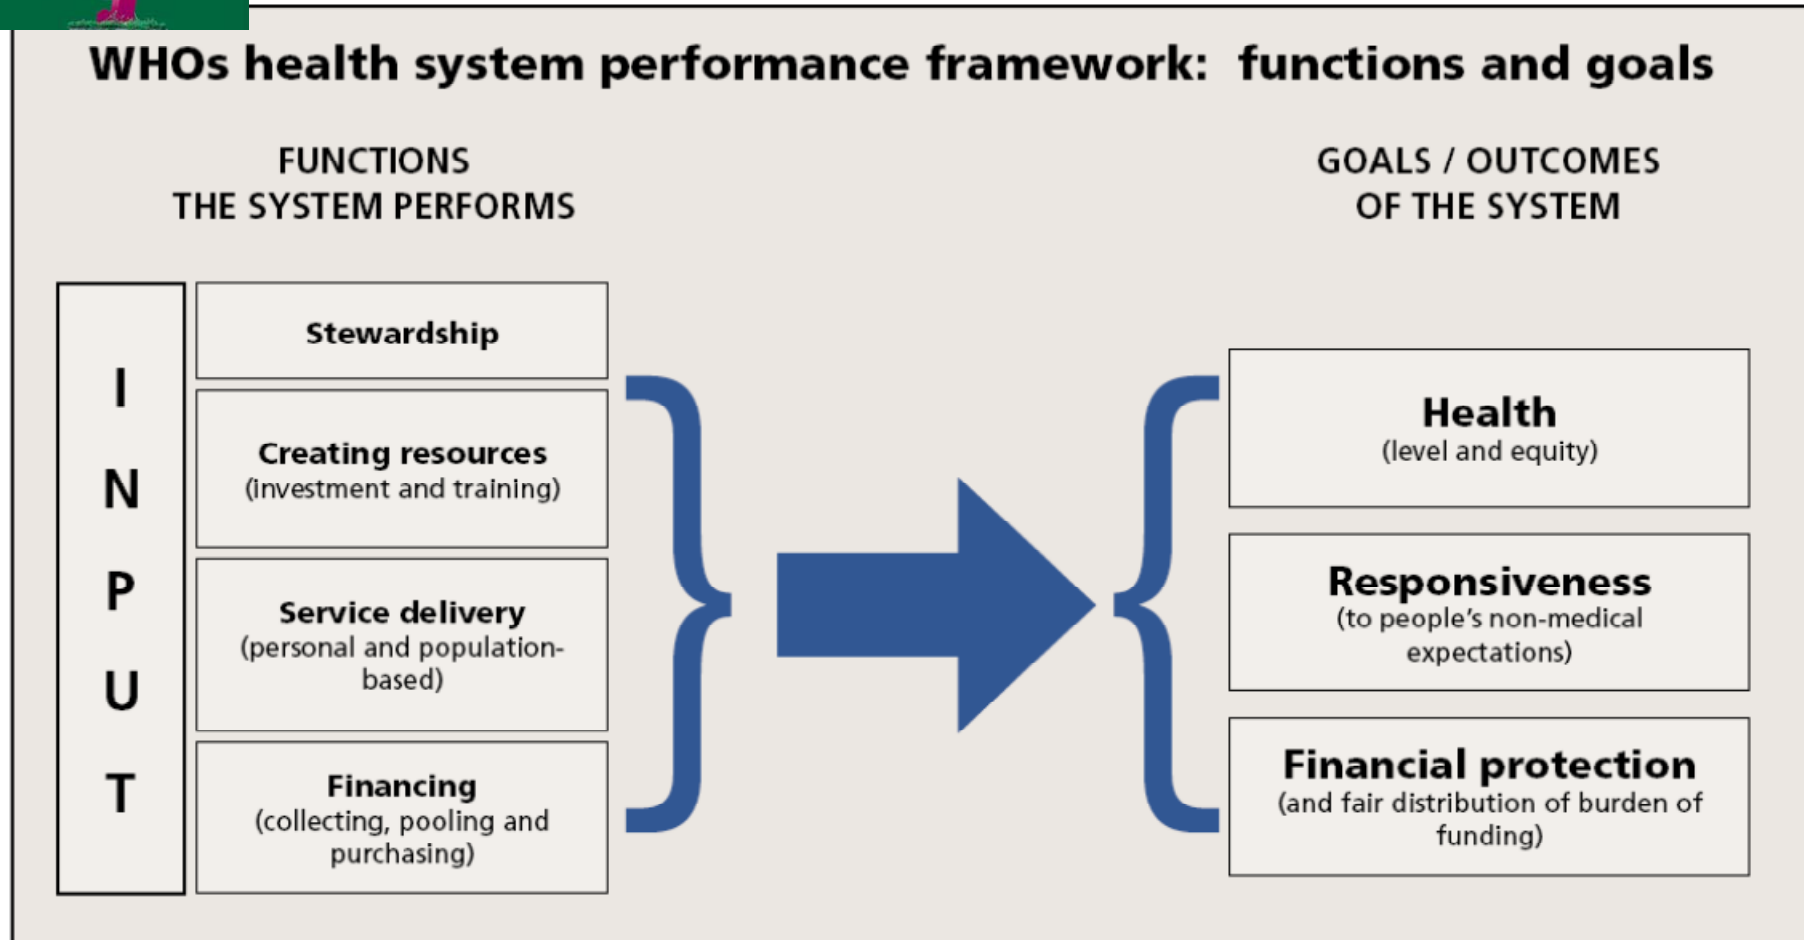 WHOs health system performance framework: functions and goals
FUNCTIONS
THE SYSTEM PERFORMS
GOALS / OUTCOMES
OF THE SYSTEM
I
N
P
U
T
Stewardship
Creating resources
(investment and training)
Service delivery
(personal and population-
based)
Financing
(collecting, pooling and
purchasing)
Health
(level and equity)
Responsiveness
(to people's non-medical
expectations)
Financial protection
(and fair distribution of burden of
funding)